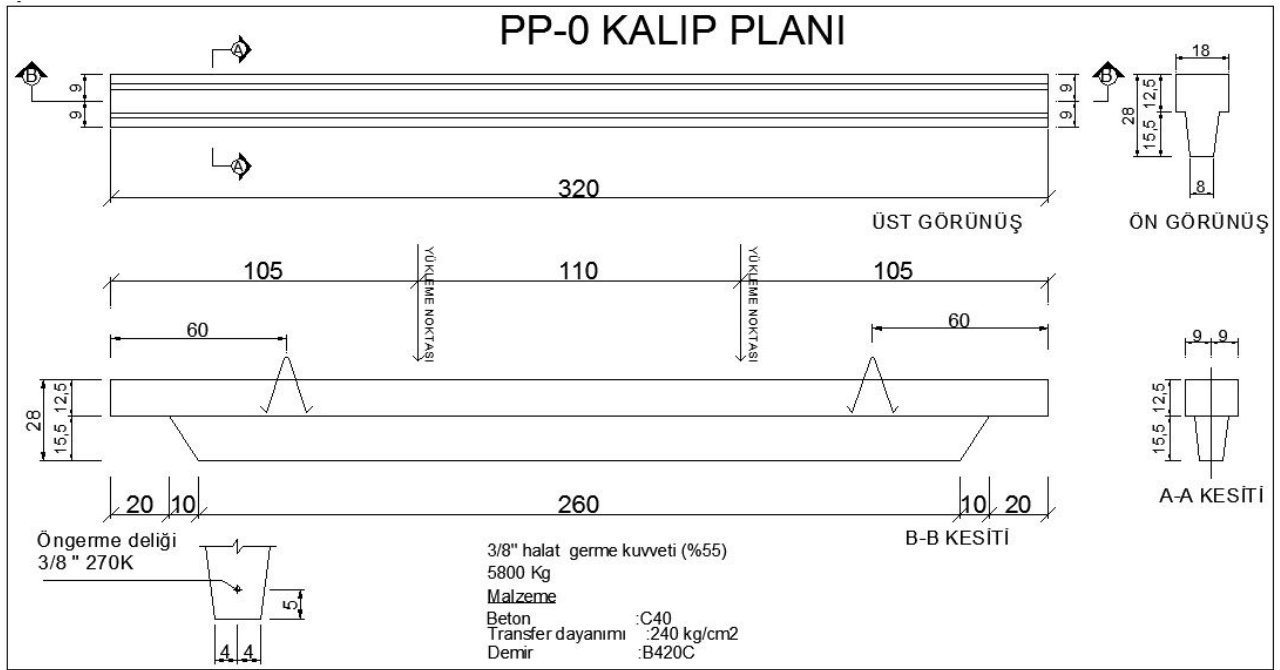 PP-0 KALIP PLANI
A
B
B
9
9
9
9
A
320
ÜST GÖRÜNÜŞ
18
28
12,5
15,5
8
ÖN GÖRÜNÜŞ
105
110
105
YÜKLEME NOKTASI
YÜKLEME NOKTASI
60
60
28
12,5
15,5
20
10
260
10
20
B-B KESİTİ
9
9
12,5
15,5
A-A KESİTİ
Öngerme deliği
3/8 " 270K
5
4
4
3/8" halat germe kuvveti (%55)
5800 Kg
Malzeme
Beton :C40
Transfer dayanımı :240 kg/cm2
Demir :B420C